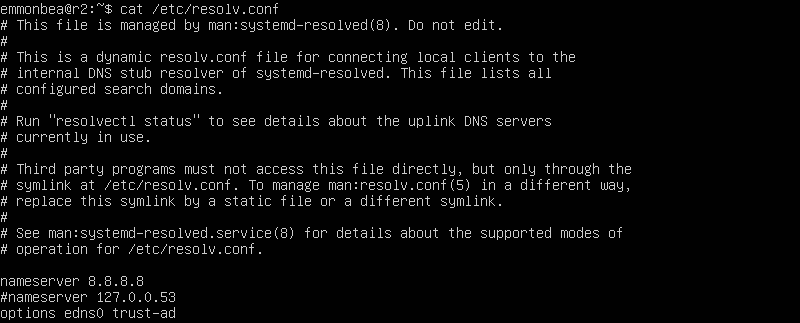 emmonbea@r2:~$ cat /etc/resolv.conf
# This file is managed by man:systemd-resolved(8). Do not edit.
#
# This is a dynamic resolv.conf file for connecting local clients to the
# internal DNS stub resolver of systemd-resolved. This file lists all
# configured search domains.
#
# Run "resolvectl status" to see details about the uplink DNS servers
# currently in use.
#
# Third party programs must not access this file directly, but only through the
# symlink at /etc/resolv.conf. To manage man:resolv.conf(5) in a different way,
# replace this symlink by a static file or a different symlink.
#
# See man:systemd-resolved.service(8) for details about the supported modes of
# operation for /etc/resolv.conf.
nameserver 8.8.8.8
#nameserver 127.0.0.53
options edns0 trust-ad